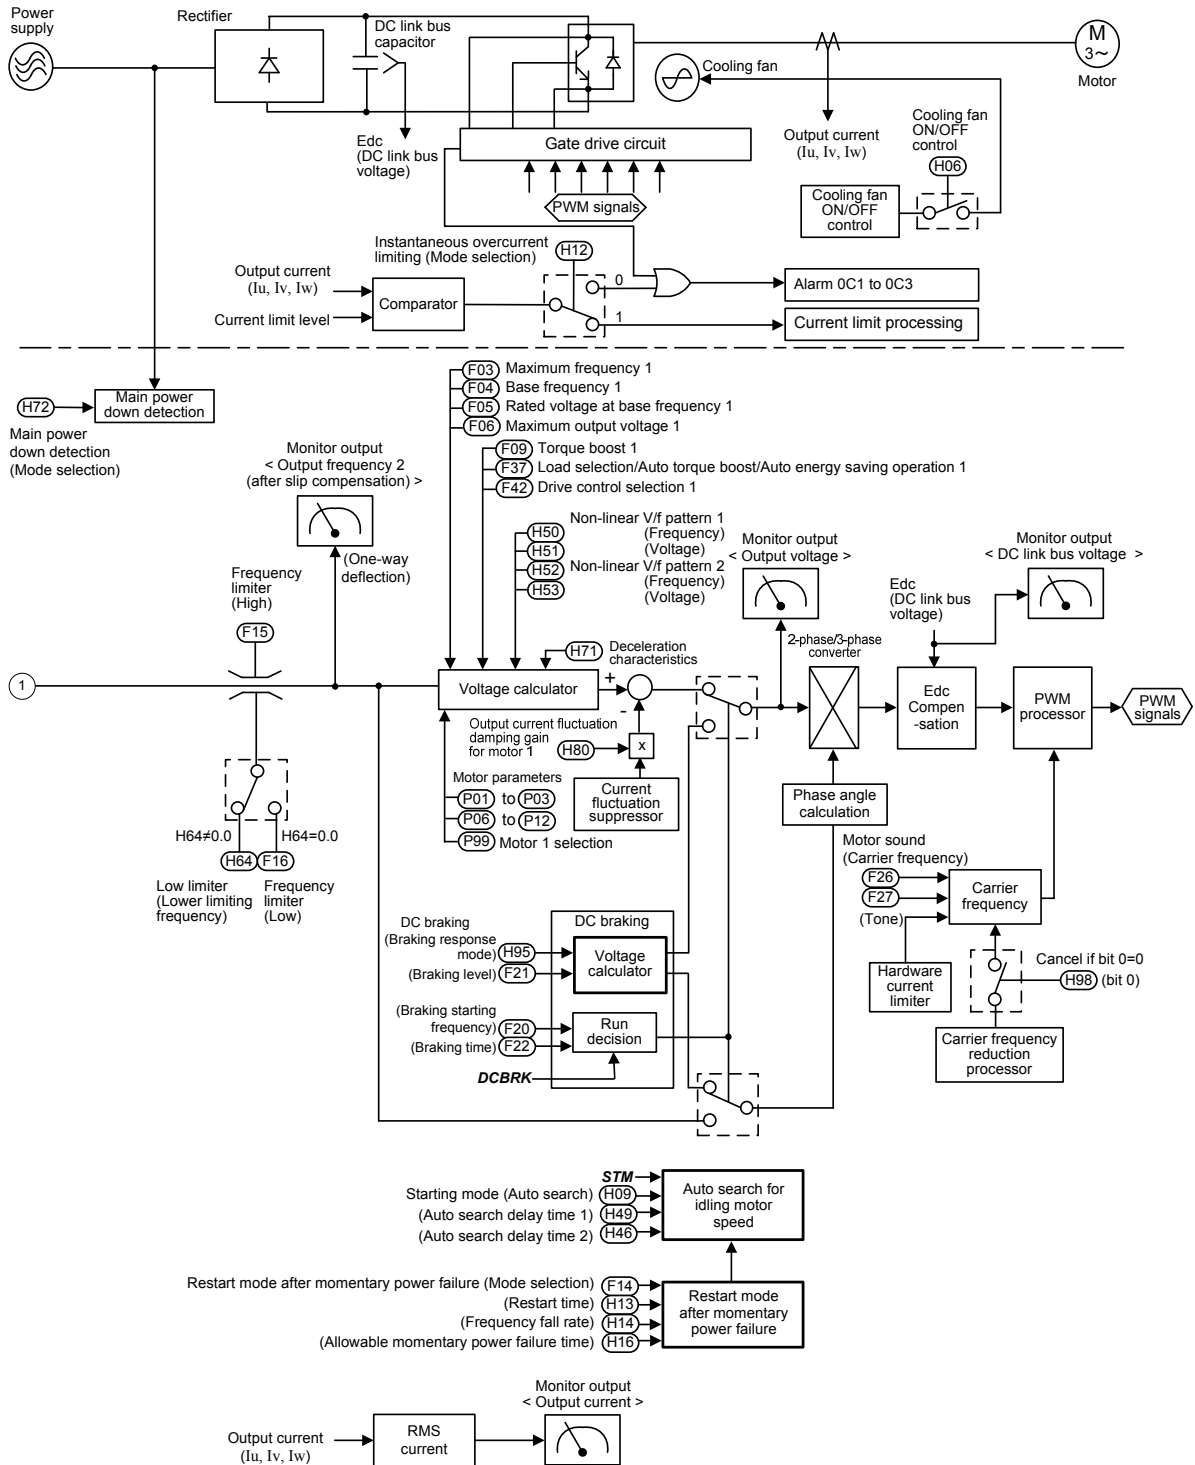 Power
supply
Rectifier
DC link bus
capacitor
Edc
(DC link bus
voltage)
Gate drive circuit
PWM signals
Cooling fan
M
3~
Motor
Output current
(Iu, Iv, Iw)
Cooling fan
ON/OFF
control
H06
Cooling fan
ON/OFF
control
Instantaneous overcurrent
limiting (Mode selection)
H12
Output current
(Iu, Iv, Iw)
Current limit level
Comparator
0
1
Alarm 0C1 to 0C3
Current limit processing
H72
Main power
down detection
Main power
down detection
(Mode selection)
F03 Maximum frequency 1
F04 Base frequency 1
F05 Rated voltage at base frequency 1
F06 Maximum output voltage 1
F09 Torque boost 1
F37 Load selection/Auto torque boost/Auto energy saving operation 1
F42 Drive control selection 1
Monitor output
< Output frequency 2
(after slip compensation) >
(One-way
deflection)
Non-linear V/f pattern 1
H50 (Frequency)
H51 (Voltage)
H52 Non-linear V/f pattern 2
(Frequency)
H53 (Voltage)
Monitor output
< Output voltage >
Monitor output
< DC link bus voltage >
Edc
(DC link bus
voltage)
Frequency
limiter
(High)
F15
H71 Deceleration
characteristics
2-phase/3-phase
converter
1
Voltage calculator
+
-
Edc
Compen
-sation
PWM
processor
PWM
signals
Output current fluctuation
damping gain
for motor 1
H80
x
Current
fluctuation
suppressor
Motor parameters
P01 to P03
P06 to P12
P99 Motor 1 selection
Phase angle
calculation
H64≠0.0
H64=0.0
H64
F16
Low limiter
(Lower limiting
frequency)
Frequency
limiter
(Low)
Motor sound
(Carrier frequency)
F26
F27
(Tone)
Carrier
frequency
Hardware
current
limiter
Cancel if bit 0=0
H98 (bit 0)
Carrier frequency
reduction
processor
DC braking
DC braking
(Braking response
mode) H95
(Braking level) F21
Voltage
calculator
(Braking starting
frequency) F20
(Braking time) F22
Run
decision
DCBRK
STM
Starting mode (Auto search) H09
(Auto search delay time 1) H49
(Auto search delay time 2) H46
Auto search for
idling motor
speed
Restart mode after momentary power failure (Mode selection) F14
(Restart time) H13
(Frequency fall rate) H14
(Allowable momentary power failure time) H16
Restart mode
after momentary
power failure
Monitor output
< Output current >
Output current
(Iu, Iv, Iw)
RMS
current